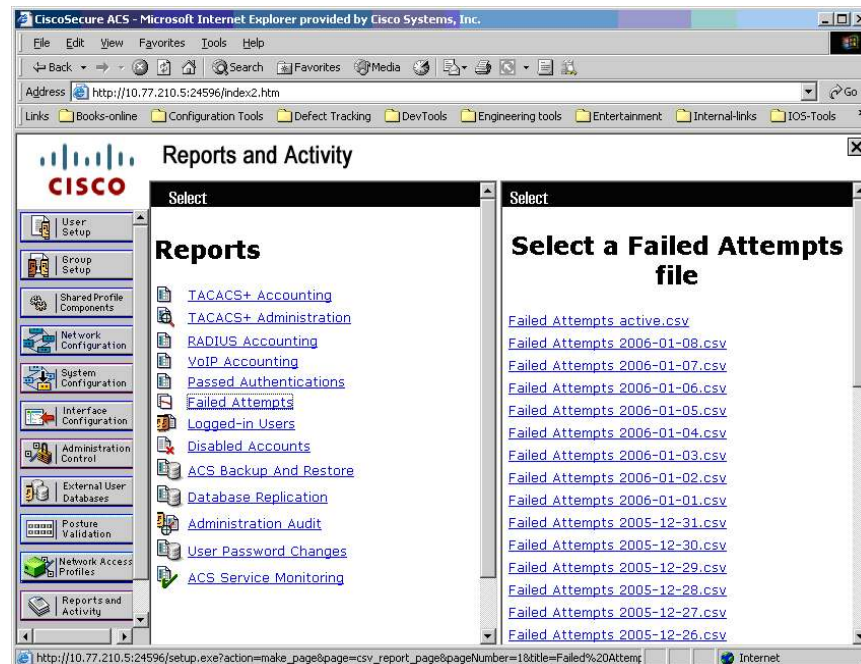 CiscoSecure ACS - Microsoft Internet Explorer provided by Cisco Systems, Inc.
File Edit View Favorites Tools Help
Back Search Favorites Media
Address http://10.77.210.5:24596/index2.htm Go
Links Books-online Configuration Tools Defect Tracking DevTools Engineering tools Entertainment Internal-links IOS-Tools
CISCO
Reports and Activity
User
Setup
Group
Setup
Shared Profile
Components
Network
Configuration
System
Configuration
Interface
Configuration
Administration
Control
External User
Databases
Posture
Validation
Network Access
Profiles
Reports and
Activity
Select
Reports
TACACS+ Accounting
TACACS+ Administration
RADIUS Accounting
VoIP Accounting
Passed Authentications
Failed Attempts
Logged-in Users
Disabled Accounts
ACS Backup And Restore
Database Replication
Administration Audit
User Password Changes
ACS Service Monitoring
Select
Select a Failed Attempts
file
Failed Attempts active.csv
Failed Attempts 2006-01-08.csv
Failed Attempts 2006-01-07.csv
Failed Attempts 2006-01-06.csv
Failed Attempts 2006-01-05.csv
Failed Attempts 2006-01-04.csv
Failed Attempts 2006-01-03.csv
Failed Attempts 2006-01-02.csv
Failed Attempts 2006-01-01.csv
Failed Attempts 2005-12-31.csv
Failed Attempts 2005-12-30.csv
Failed Attempts 2005-12-29.csv
Failed Attempts 2005-12-28.csv
Failed Attempts 2005-12-27.csv
Failed Attempts 2005-12-26.csv
http://10.77.210.5:24596/setup.exe?action=make_page&page=csv_report_page&pageNumber=1&title=Failed%20Attemp Internet